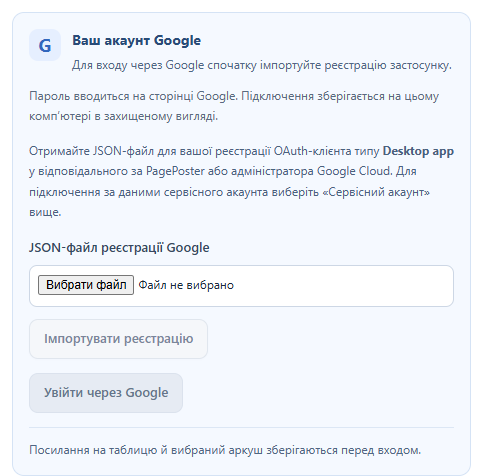 G
Ваш акаунт Google
Для входу через Google спочатку імпортуйте реєстрацію застосунку.
Пароль вводиться на сторінці Google. Підключення зберігається на цьому
комп’ютері в захищеному вигляді.
Отримайте JSON-файл для вашої реєстрації OAuth-клієнта типу Desktop app
у відповідального за PagePoster або адміністратора Google Cloud. Для
підключення за даними сервісного акаунта виберіть «Сервісний акаунт»
вище.
JSON-файл реєстрації Google
Вибрати файл Файл не вибрано
Імпортувати реєстрацію
Увійти через Google
Посилання на таблицю й вибраний аркуш зберігаються перед входом.